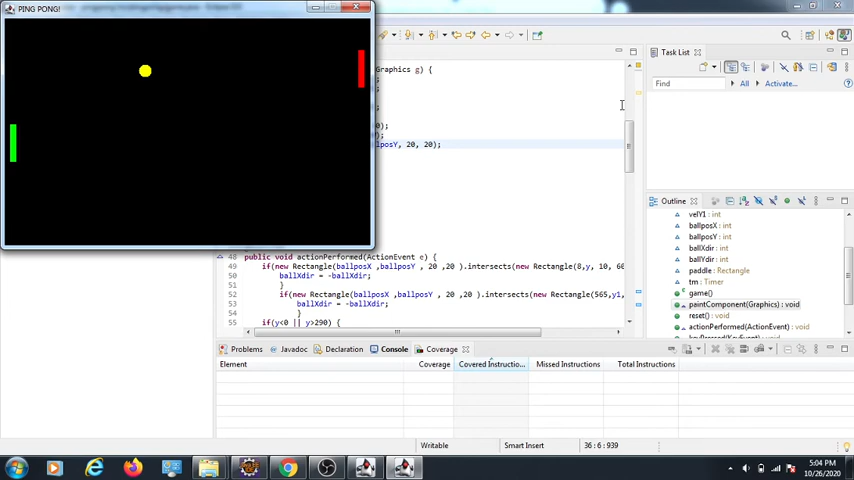 PING PONG!
Graphics g) {
0);
);
lposY, 20, 20);
48 public void actionPerformed(ActionEvent e) {
49 if(new Rectangle(ballposX ,ballposY , 20 ,20 ).intersects(new Rectangle(8,y, 10, 60
50 ballXdir = -ballXdir;
51 }
52 if(new Rectangle(ballposX ,ballposY , 20 ,20 ).intersects(new Rectangle(565,y1,
53 ballXdir = -ballXdir;
54 }
55 if(y<0 || y>290) {
Task List
Find
All
Activate...
Outline
velY1 : int
ballposX : int
ballposY : int
ballXdir : int
ballYdir : int
paddle : Rectangle
tm : Timer
game()
paintComponent(Graphics) : void
reset() : void
actionPerformed(ActionEvent) : void
keyPressed(KeyEvent) : void
Problems
Javadoc
Declaration
Console
Coverage
Element
Coverage
Covered Instructio...
Missed Instructions
Total Instructions
Writable
Smart Insert
36 : 6 : 939
5:04 PM
10/26/2020